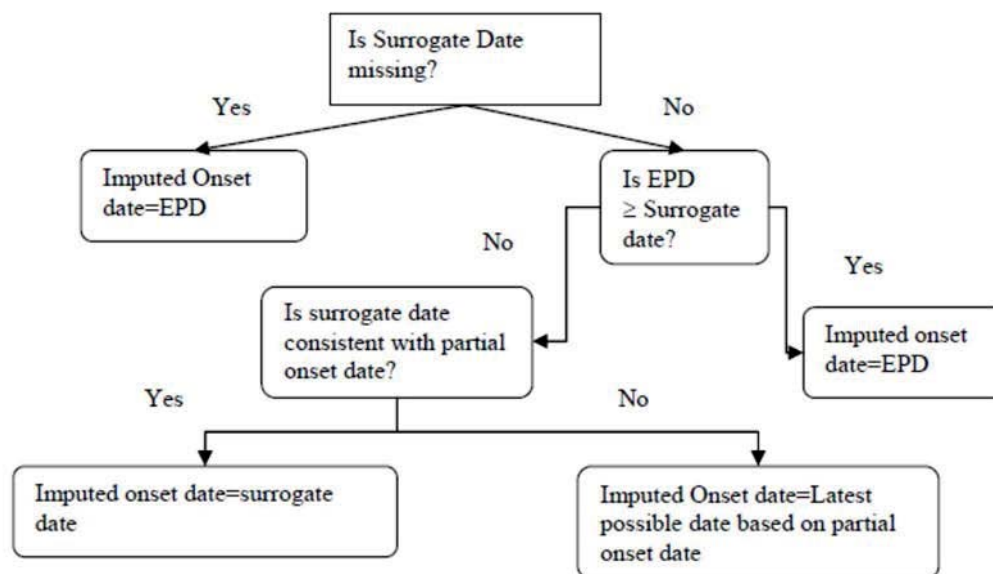 Is Surrogate Date
missing?
Yes
No
Imputed Onset
date=EPD
Is EPD
≥ Surrogate
date?
No
Yes
Is surrogate date
consistent with partial
onset date?
Imputed onset
date=EPD
Yes
No
Imputed onset date=surrogate
date
Imputed Onset date=Latest
possible date based on partial
onset date